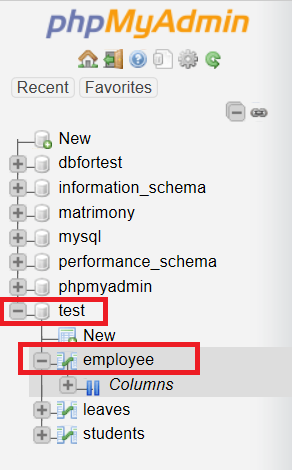 phpMyAdmin
Recent Favorites
New
dbfortest
information_schema
matrimony
mysql
performance_schema
phpmyadmin
test
New
employee
Columns
leaves
students